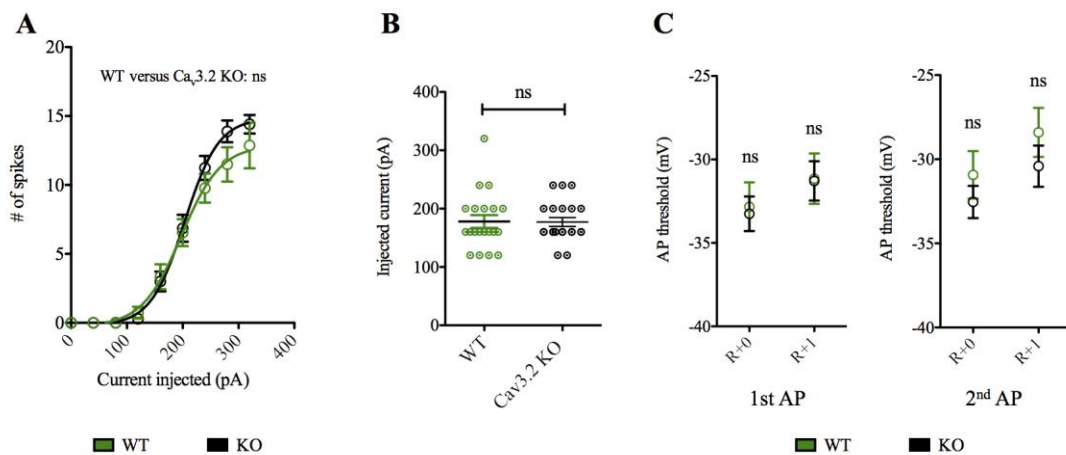 A
WT versus Cav3.2 KO: ns
# of spikes
20
15
10
5
0
0
100
200
300
400
Current injected (pA)
WT
KO
B
ns
Injected current (pA)
400
300
200
100
0
WT
Cav3.2 KO
C
AP threshold (mV)
-25
-30
-35
-40
ns
ns
R+0
R+1
1st AP
AP threshold (mV)
-25
-30
-35
-40
ns
ns
R+0
R+1
2nd AP
WT
KO